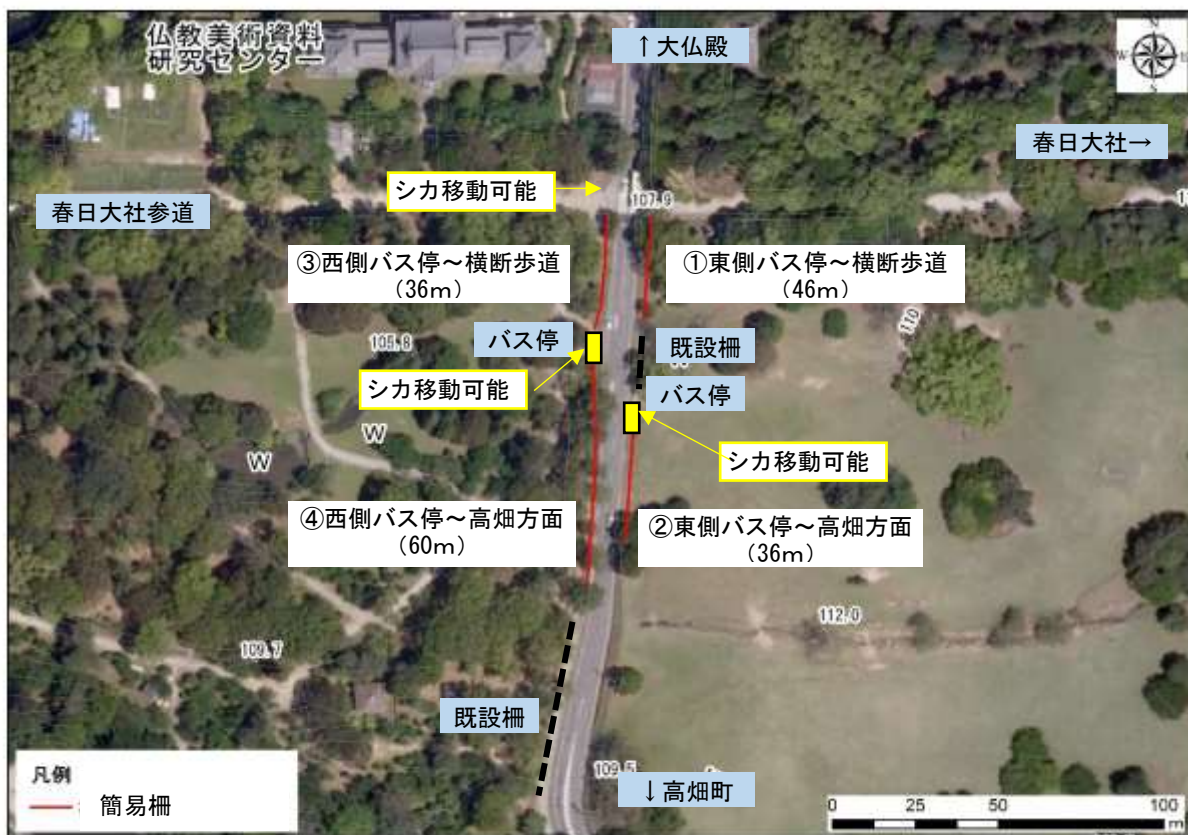 仏教美術資料
研究センター
↑大仏殿
N
W
E
S
春日大社→
シカ移動可能
春日大社参道
107.9
③西側バス停～横断歩道
（36m）
①東側バス停～横断歩道
（46m）
110
バス停
105.8
既設柵
シカ移動可能
バス停
W
W
シカ移動可能
④西側バス停～高畑方面
（60m）
②東側バス停～高畑方面
（36m）
112.0
109.7
既設柵
109.5
↓高畑町
凡例
簡易柵
0 25 50 100
m